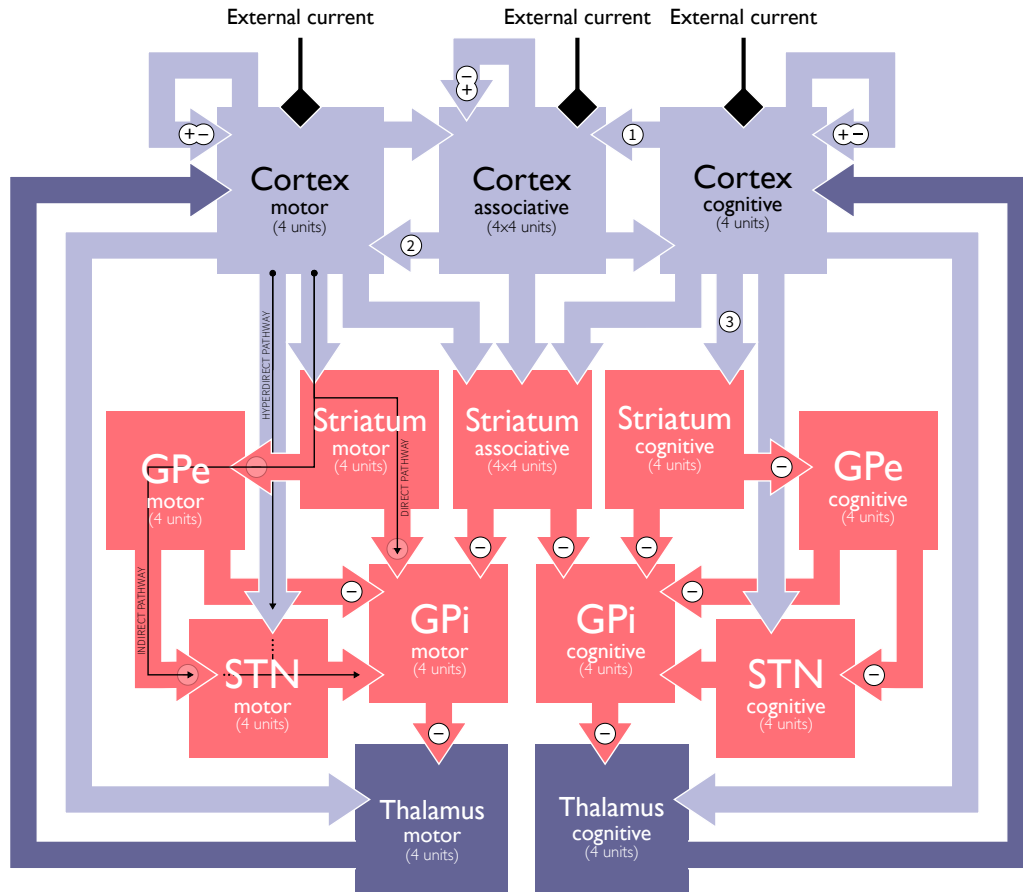 External current
External current
External current
−
+
+−
1
+−
Cortex
motor
(4 units)
Cortex
associative
(4x4 units)
Cortex
cognitive
(4 units)
2
3
HYPERDIRECT PATHWAY
Striatum
motor
(4 units)
Striatum
associative
(4x4 units)
Striatum
cognitive
(4 units)
GPe
motor
(4 units)
−
DIRECT PATHWAY
−
GPe
cognitive
(4 units)
−
−
−
−
INDIRECT PATHWAY
−
GPi
motor
(4 units)
GPi
cognitive
(4 units)
−
−
STN
motor
(4 units)
STN
cognitive
(4 units)
−
−
−
Thalamus
motor
(4 units)
Thalamus
cognitive
(4 units)